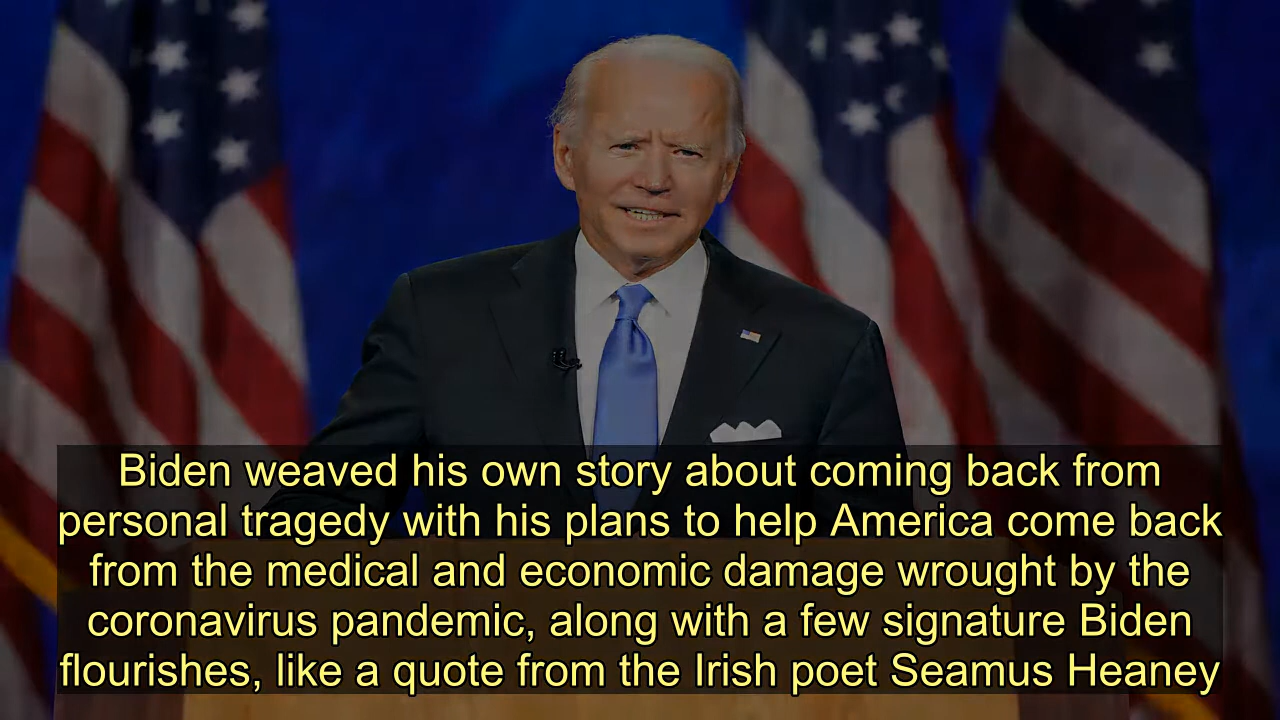 Biden weaved his own story about coming back from
personal tragedy with his plans to help America come back
from the medical and economic damage wrought by the
coronavirus pandemic, along with a few signature Biden
flourishes, like a quote from the Irish poet Seamus Heaney